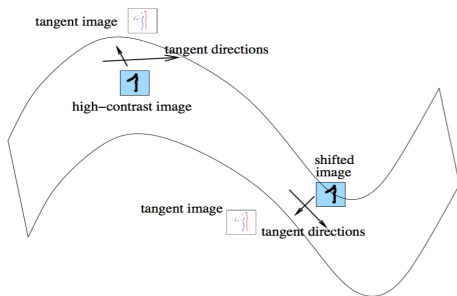 tangent image
tangent directions
high−contrast image
shifted
image
tangent image
tangent directions